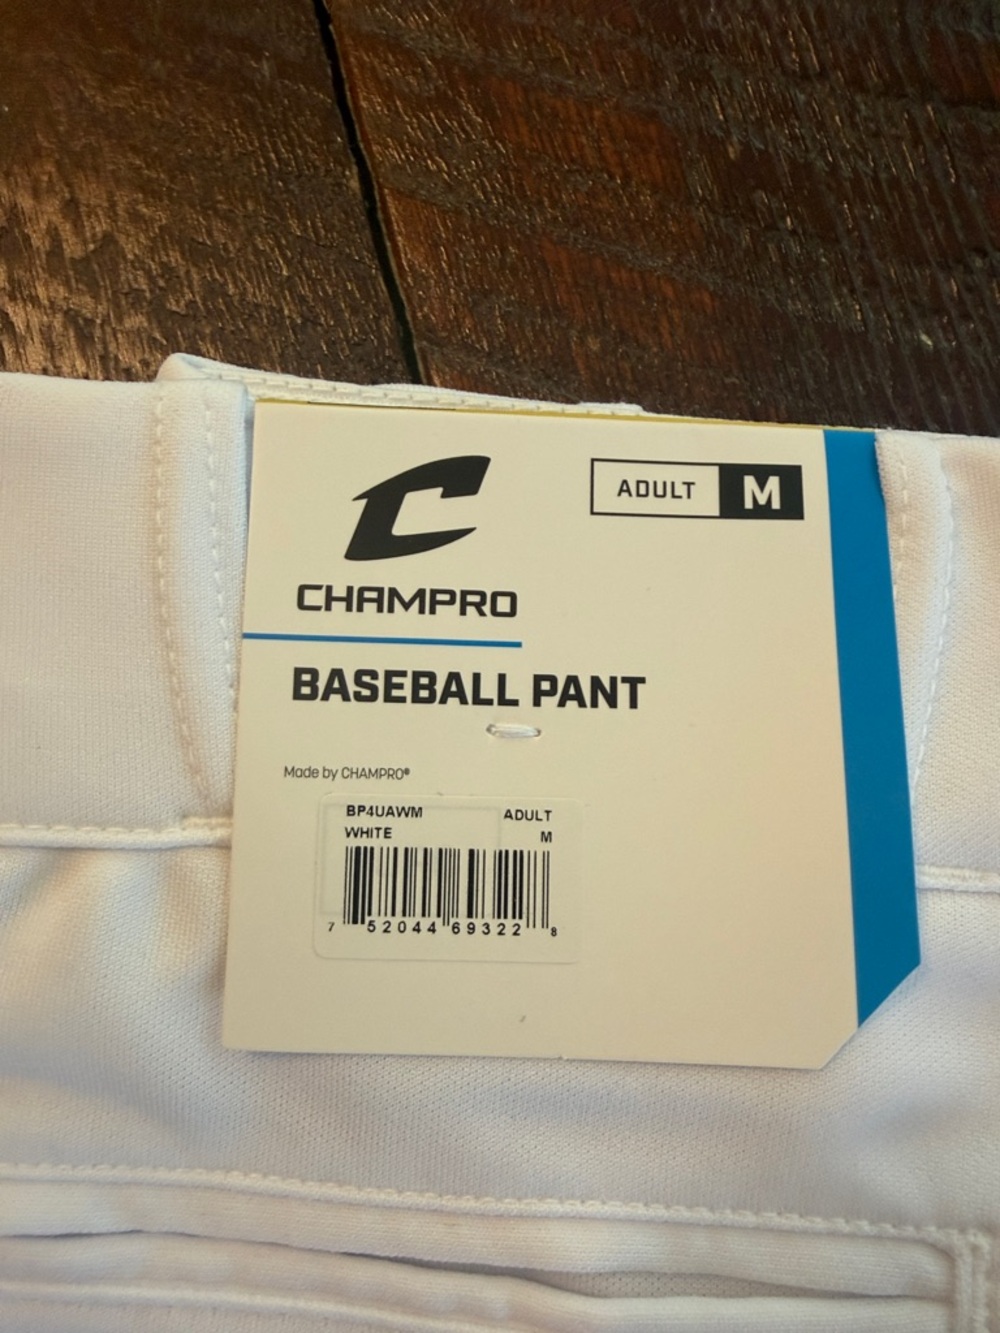 ADULT M
CHAMPRO
BASEBALL PANT
Made by CHAMPRO®
BP4UAWM ADULT
WHITE M
7 52044 69322 8